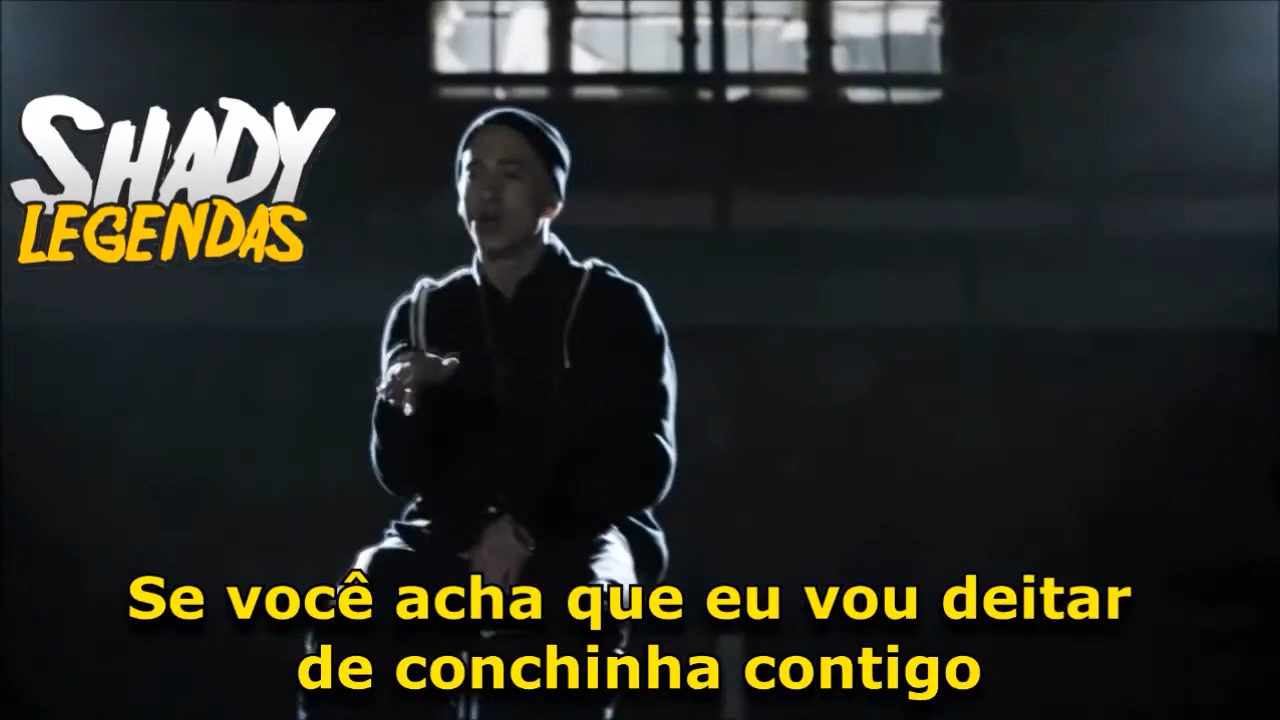 SHADY
LEGENDAS
Se você acha que eu vou deitar
de conchinha contigo